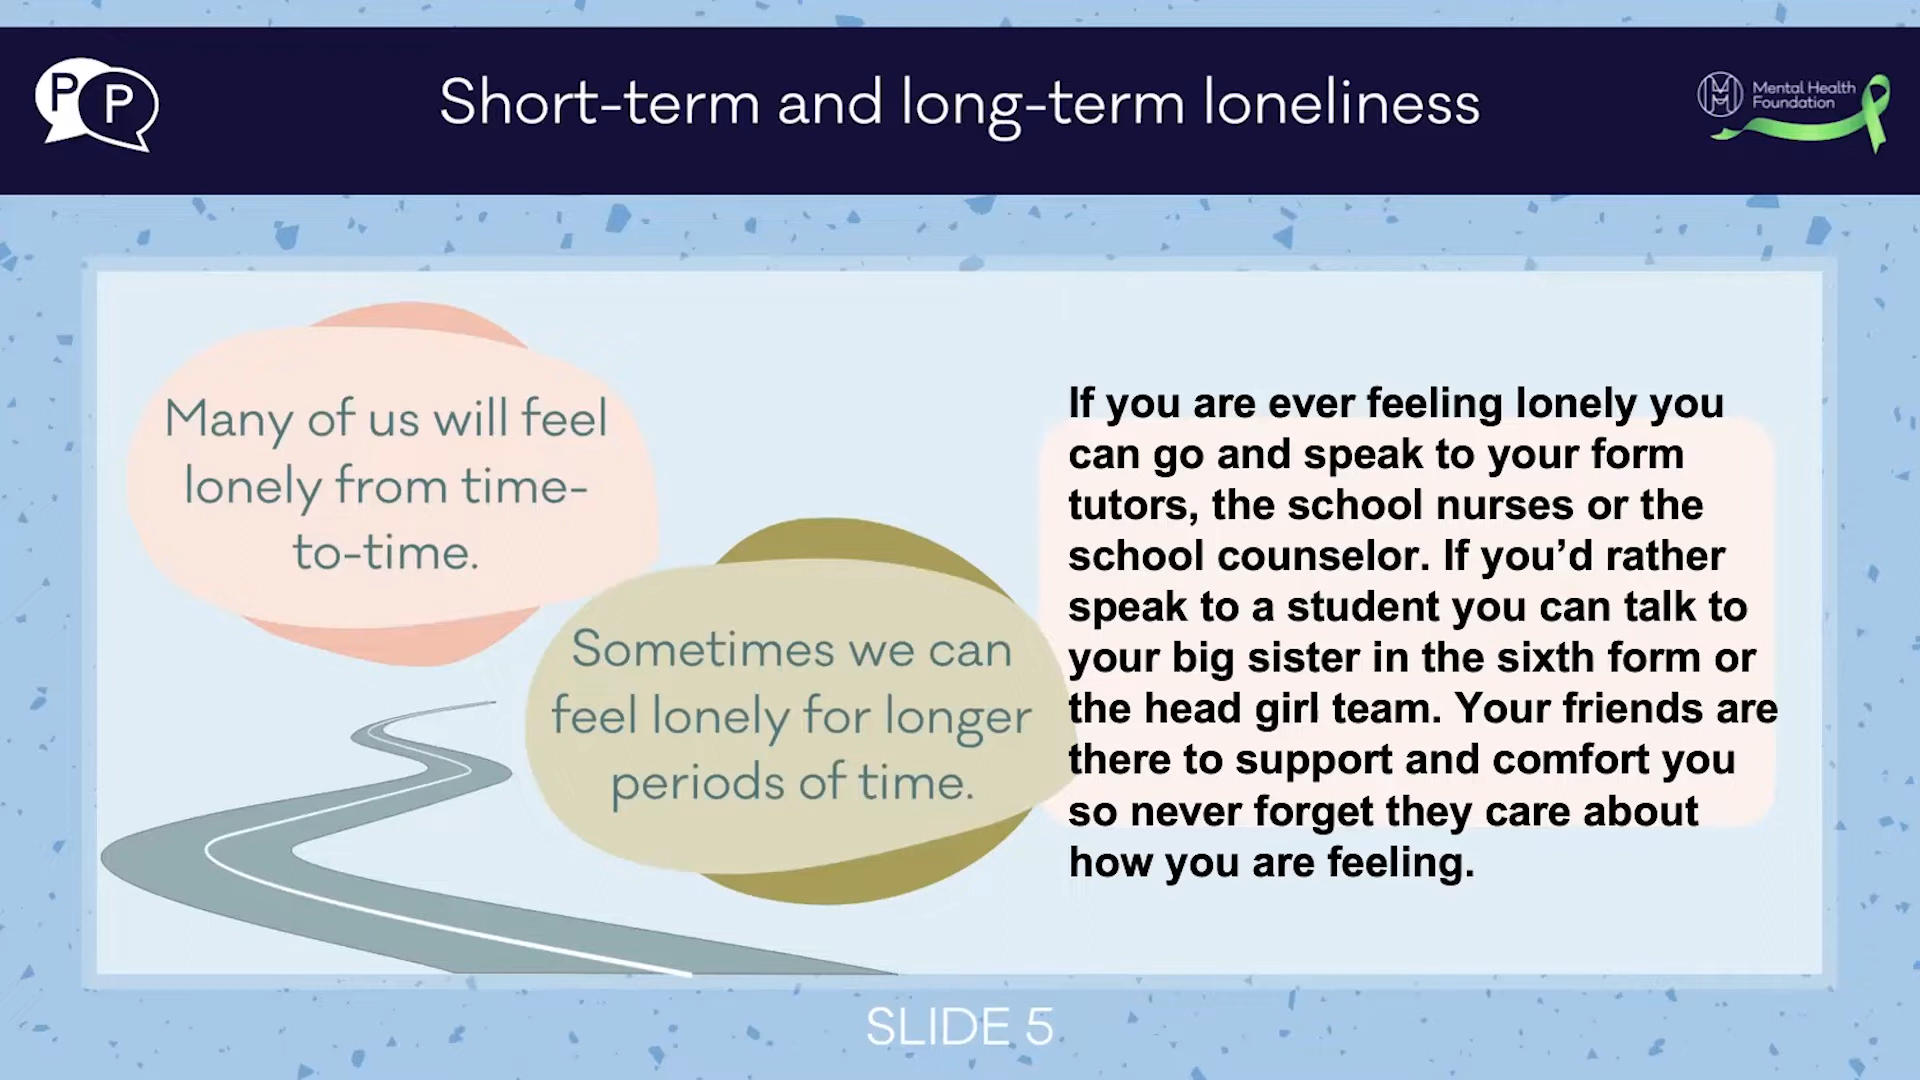 P P
Short-term and long-term loneliness
Mental Health
Foundation
Many of us will feel
lonely from time-
to-time.
Sometimes we can
feel lonely for longer
periods of time.
If you are ever feeling lonely you
can go and speak to your form
tutors, the school nurses or the
school counselor. If you’d rather
speak to a student you can talk to
your big sister in the sixth form or
the head girl team. Your friends are
there to support and comfort you
so never forget they care about
how you are feeling.
SLIDE 5